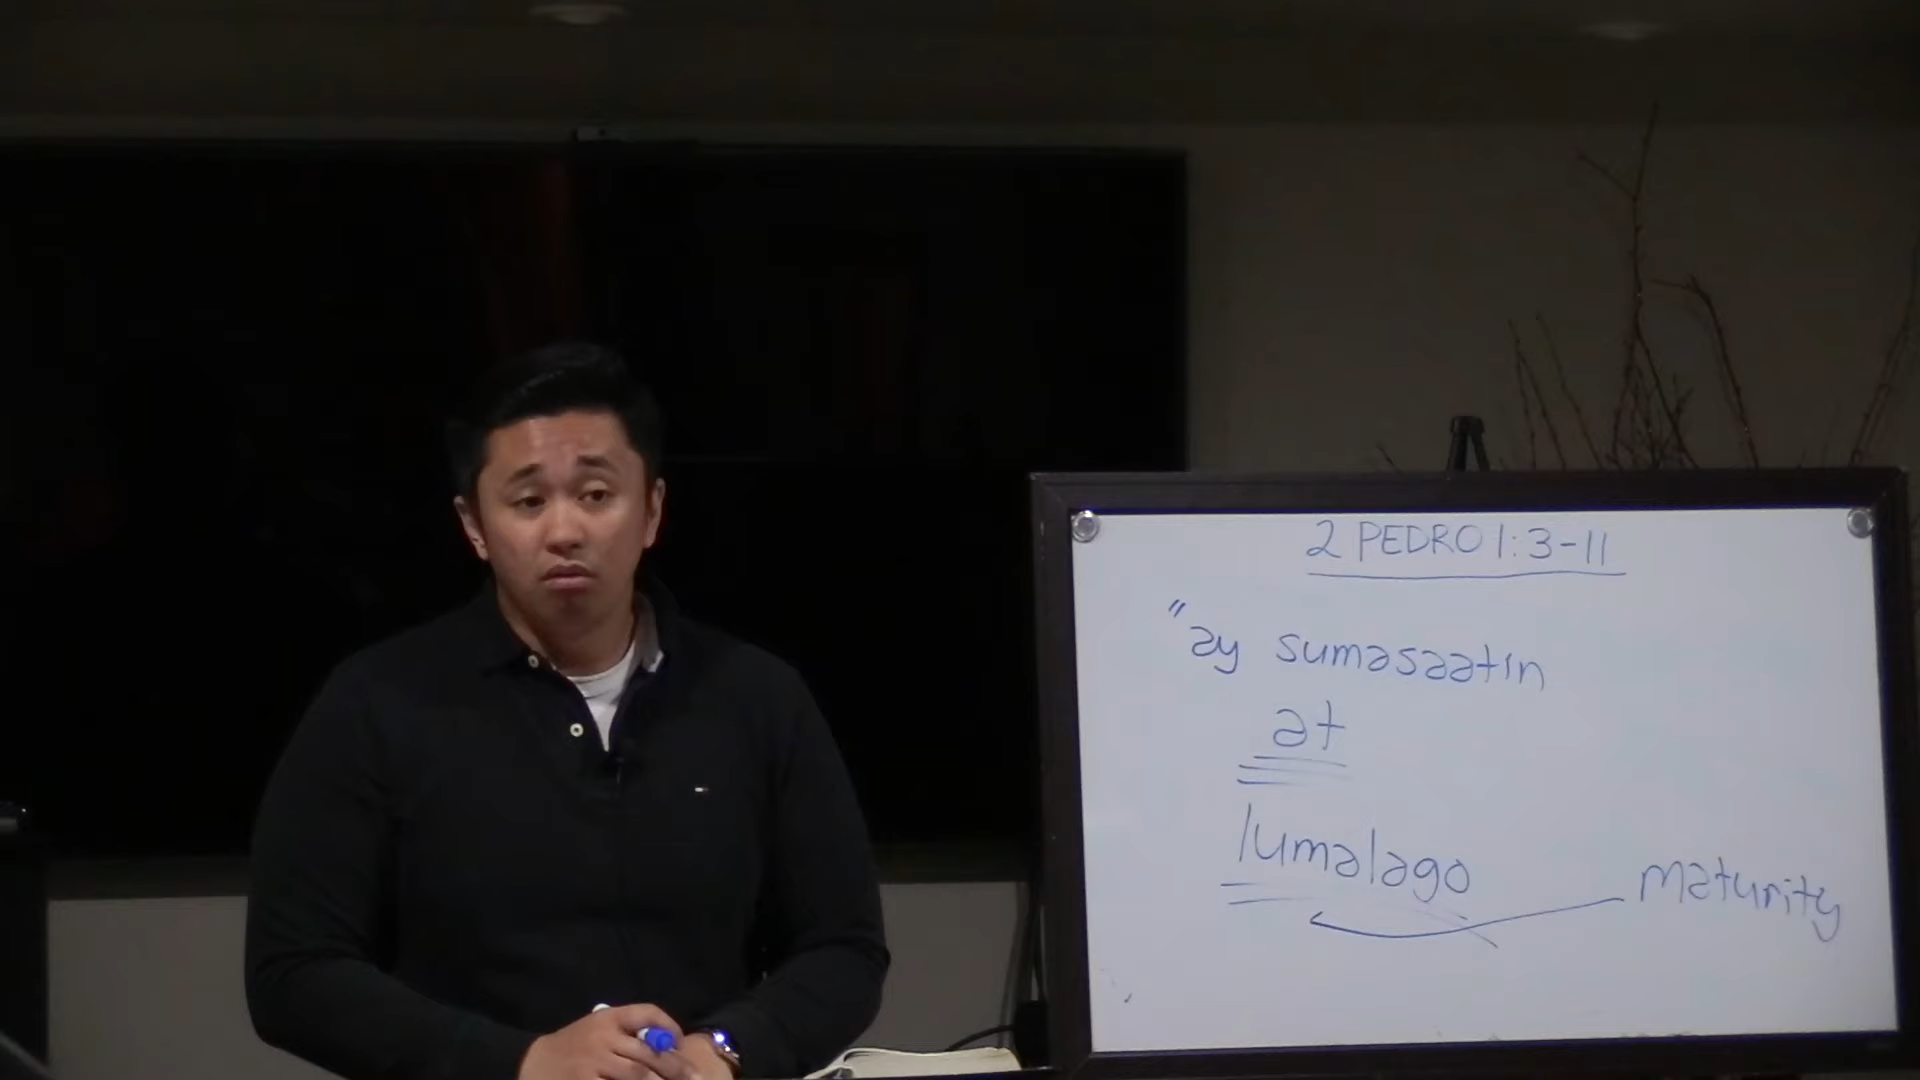 2 PEDRO 1:3-11
"ay sumasaatin
at
lumalago
maturity